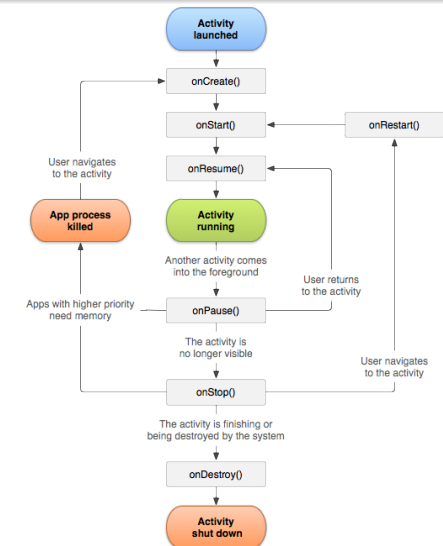 Activity
launched
onCreate()
onStart()
onRestart()
onResume()
User navigates
to the activity
App process
killed
Activity
running
Another activity comes
into the foreground
User returns
to the activity
Apps with higher priority
need memory
onPause()
The activity is
no longer visible
User navigates
to the activity
onStop()
The activity is finishing or
being destroyed by the system
onDestroy()
Activity
shut down